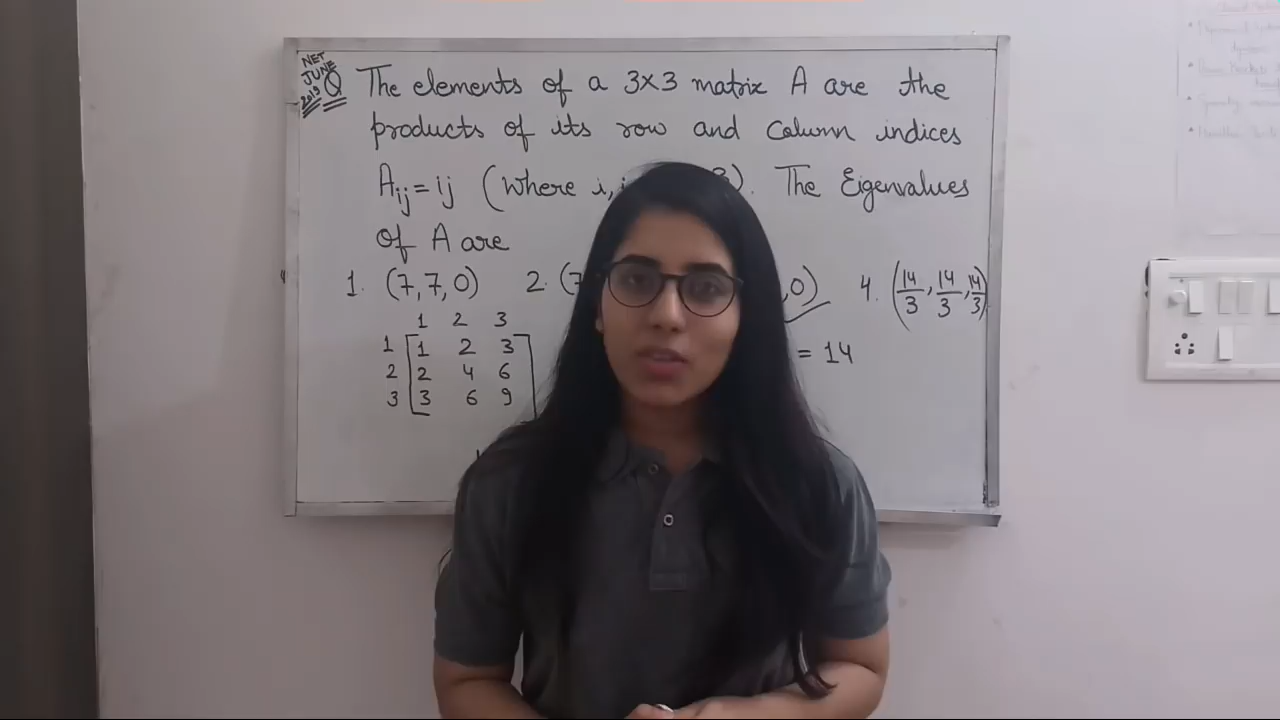 NET
JUNE
2019
Q The elements of a 3×3 matrix A are the
products of its row and column indices
Aij = ij (where i, 3). The Eigenvalues
of A are
1. (7,7,0) 2. (7 ,0) 4. (14/3, 14/3, 14/3)
1 2 3
1 [1 2 3]
2 [2 4 6] = 14
3 [3 6 9]